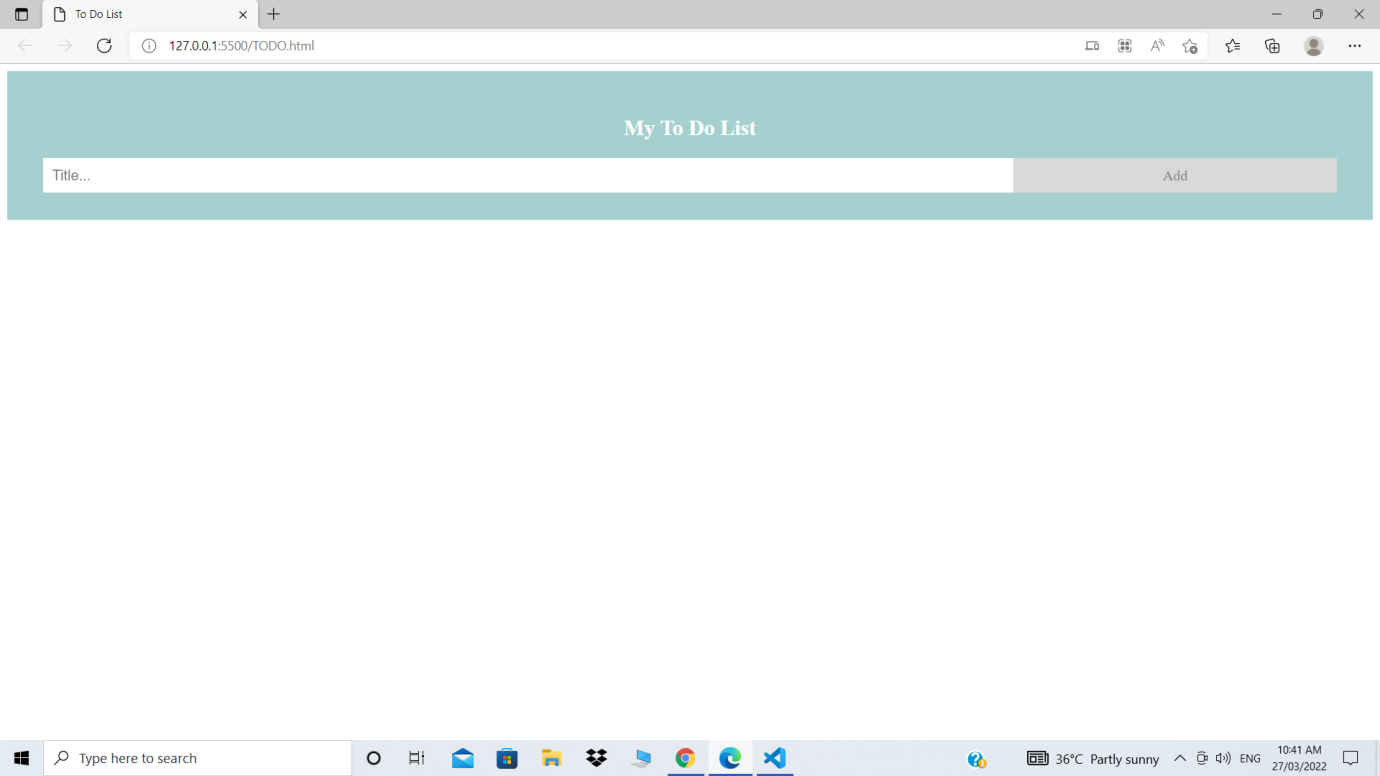 To Do List
127.0.0.1:5500/TODO.html
My To Do List
Title...
Add
Type here to search
36°C Partly sunny
ENG
10:41 AM
27/03/2022